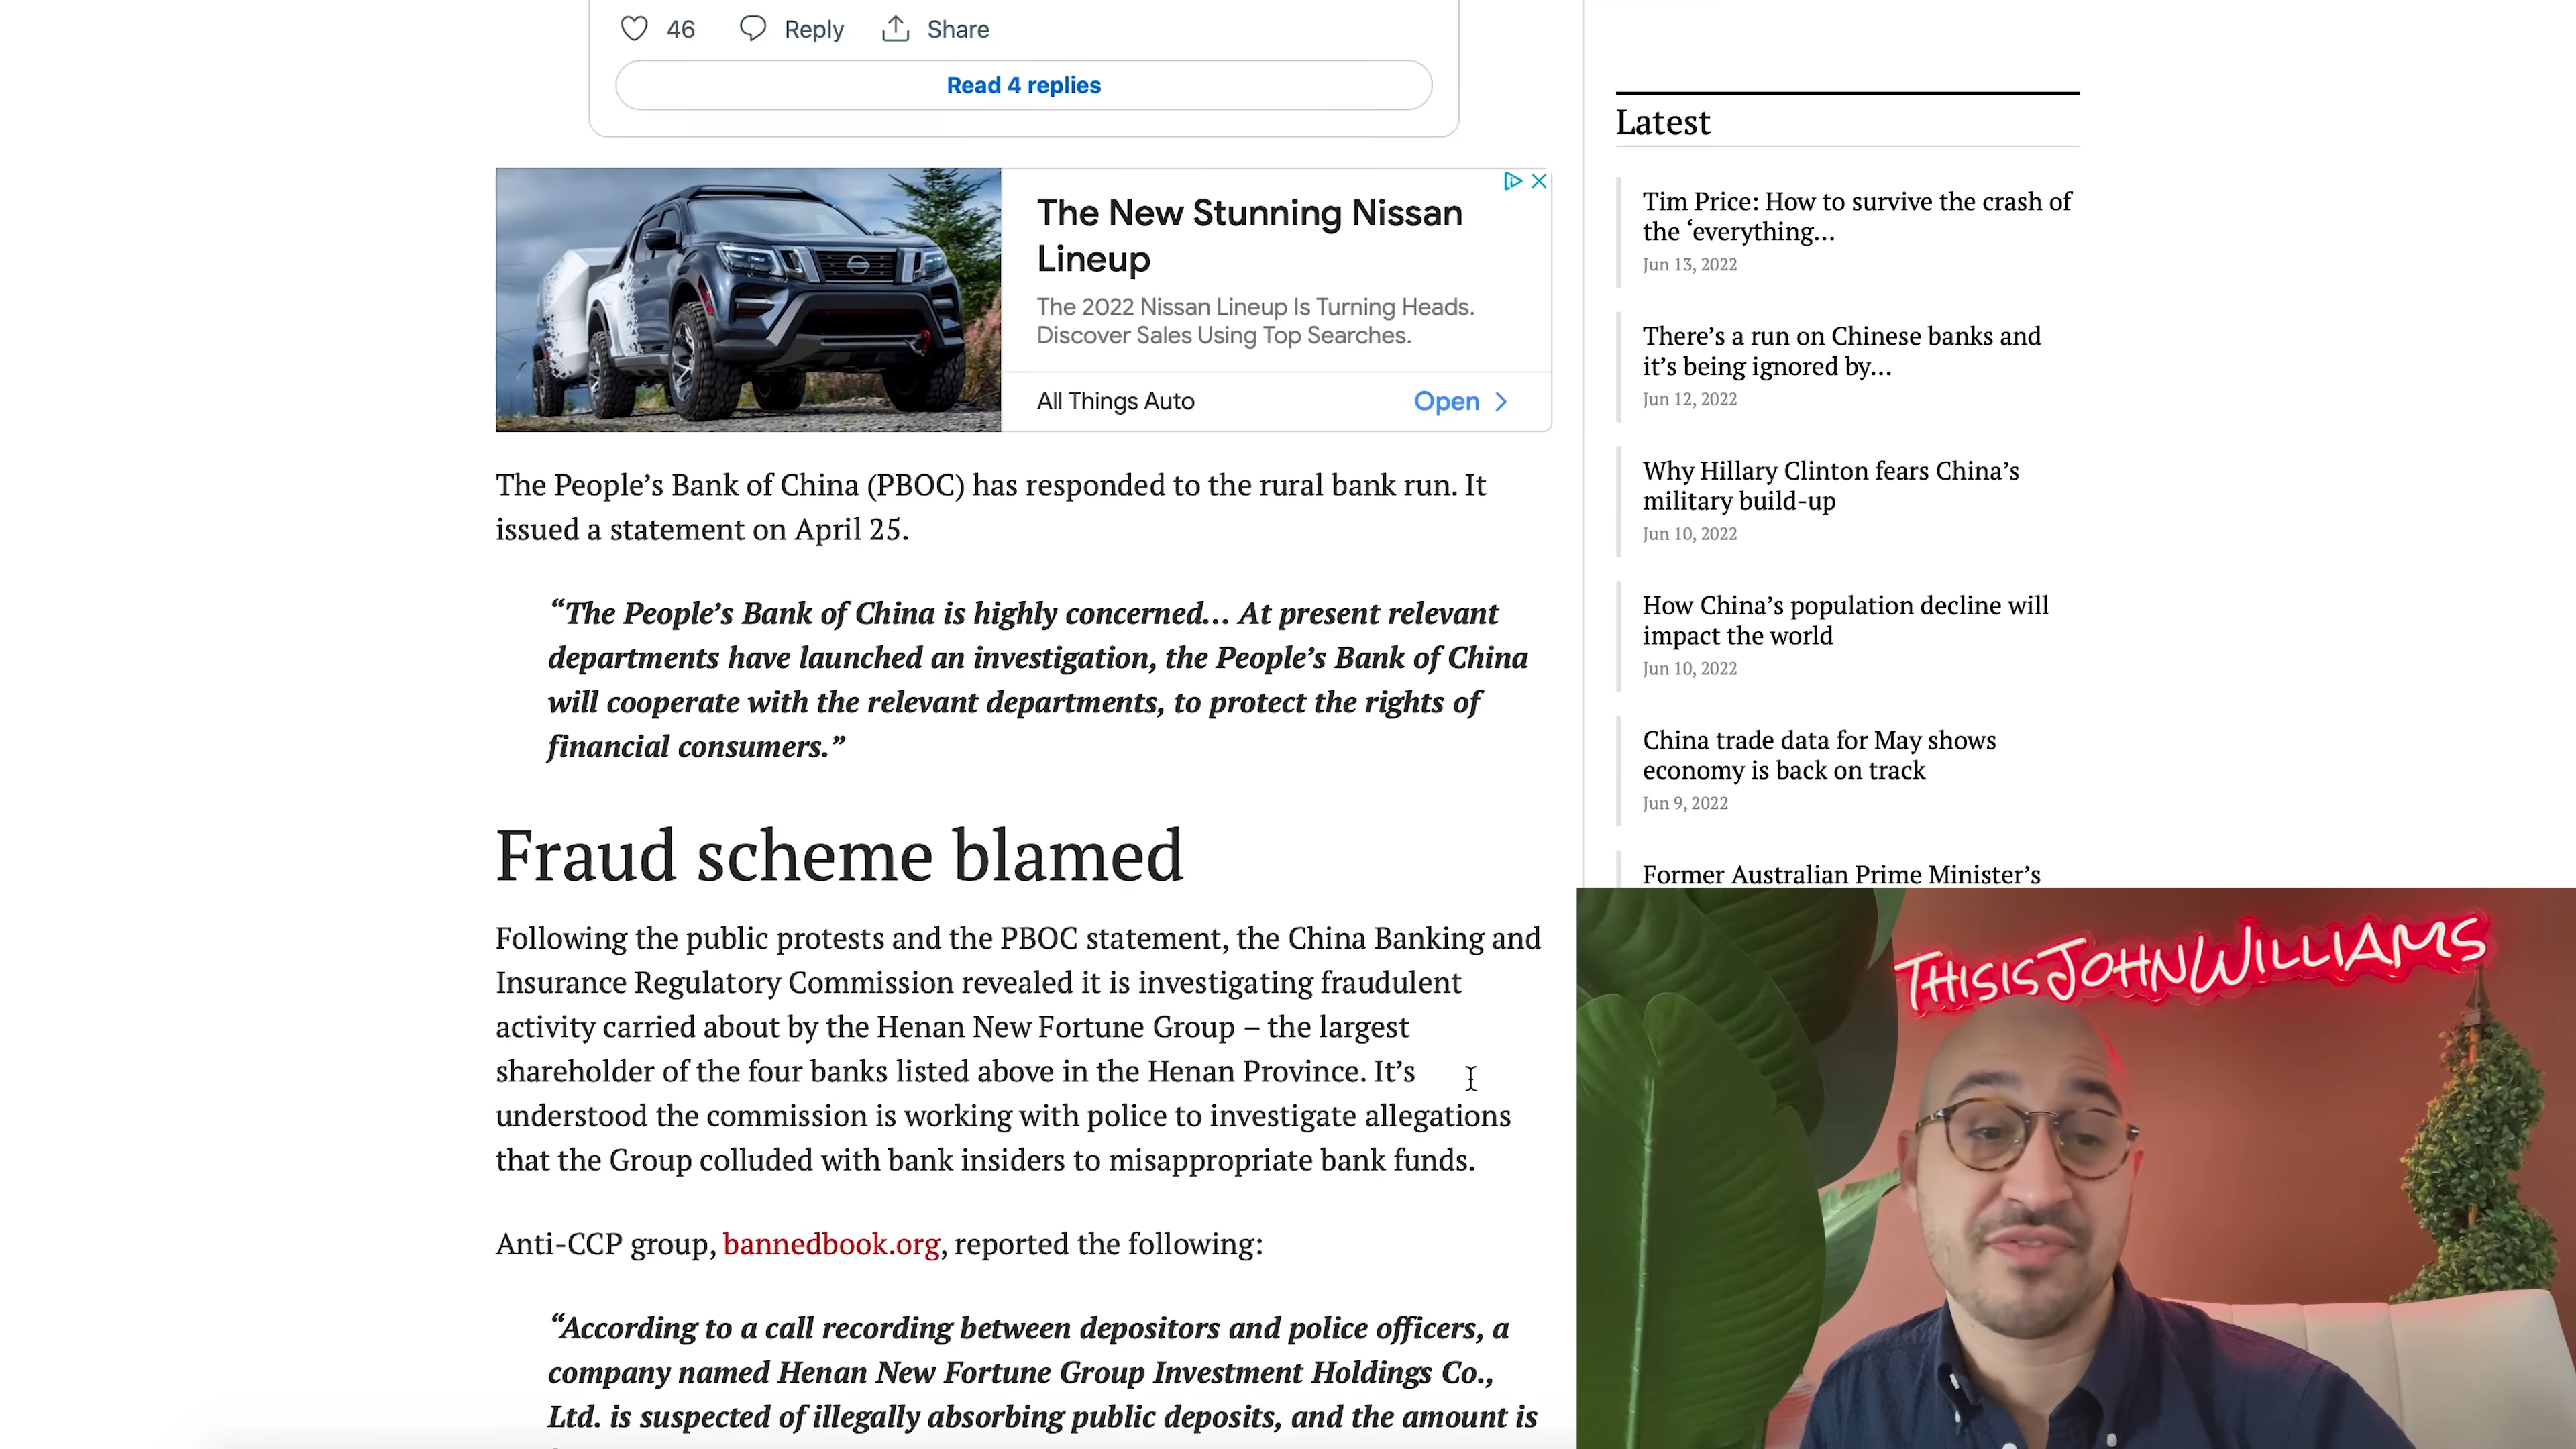 46 Reply Share
Read 4 replies
The New Stunning Nissan
Lineup
The 2022 Nissan Lineup Is Turning Heads.
Discover Sales Using Top Searches.
All Things Auto
Open
The People’s Bank of China (PBOC) has responded to the rural bank run. It
issued a statement on April 25.
“The People’s Bank of China is highly concerned… At present relevant
departments have launched an investigation, the People’s Bank of China
will cooperate with the relevant departments, to protect the rights of
financial consumers.”
Fraud scheme blamed
Following the public protests and the PBOC statement, the China Banking and
Insurance Regulatory Commission revealed it is investigating fraudulent
activity carried about by the Henan New Fortune Group – the largest
shareholder of the four banks listed above in the Henan Province. It’s
understood the commission is working with police to investigate allegations
that the Group colluded with bank insiders to misappropriate bank funds.
Anti-CCP group, bannedbook.org, reported the following:
“According to a call recording between depositors and police officers, a
company named Henan New Fortune Group Investment Holdings Co.,
Ltd. is suspected of illegally absorbing public deposits, and the amount is
Latest
Tim Price: How to survive the crash of
the ‘everything…
Jun 13, 2022
There’s a run on Chinese banks and
it’s being ignored by…
Jun 12, 2022
Why Hillary Clinton fears China’s
military build-up
Jun 10, 2022
How China’s population decline will
impact the world
Jun 10, 2022
China trade data for May shows
economy is back on track
Jun 9, 2022
Former Australian Prime Minister’s
THISISJOHNWILLIAMS